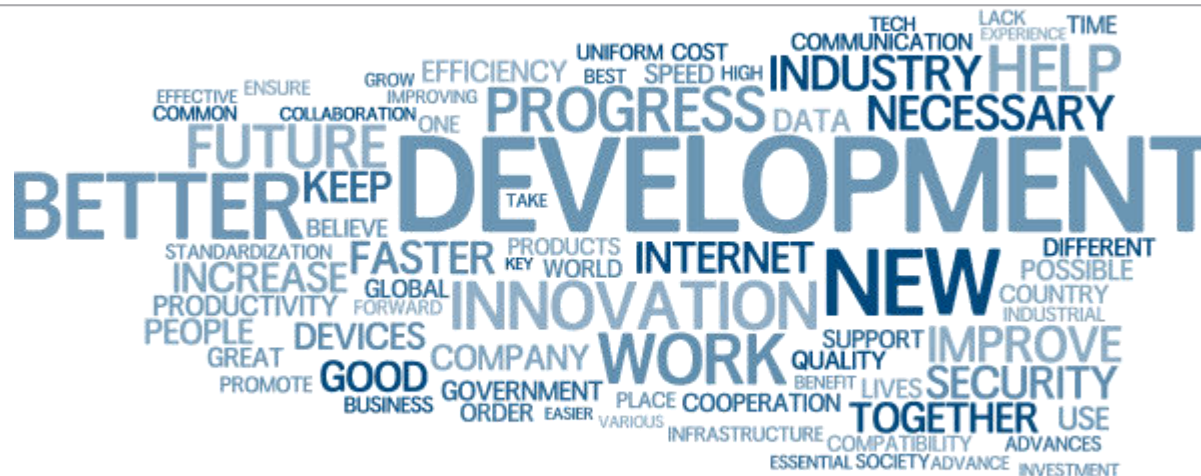 LACK
TECH EXPERIENCE TIME
UNIFORM COST COMMUNICATION
GROW EFFICIENCY BEST SPEED HIGH INDUSTRY HELP
EFFECTIVE ENSURE IMPROVING
COMMON COLLABORATION ONE PROGRESS DATA NECESSARY
FUTURE
BETTER KEEP DEVELOPMENT
TAKE
BELIEVE
STANDARDIZATION FASTER PRODUCTS INTERNET DIFFERENT
INCREASE KEY WORLD NEW POSSIBLE
PRODUCTIVITY GLOBAL INNOVATION COUNTRY
FORWARD INDUSTRIAL
PEOPLE DEVICES SUPPORT IMPROVE
GREAT COMPANY WORK QUALITY
PROMOTE GOOD GOVERNMENT BENEFIT LIVES SECURITY
BUSINESS ORDER EASIER PLACE COOPERATION TOGETHER USE
VARIOUS INFRASTRUCTURE COMPATIBILITY ADVANCES
ESSENTIAL SOCIETY ADVANCE INVESTMENT